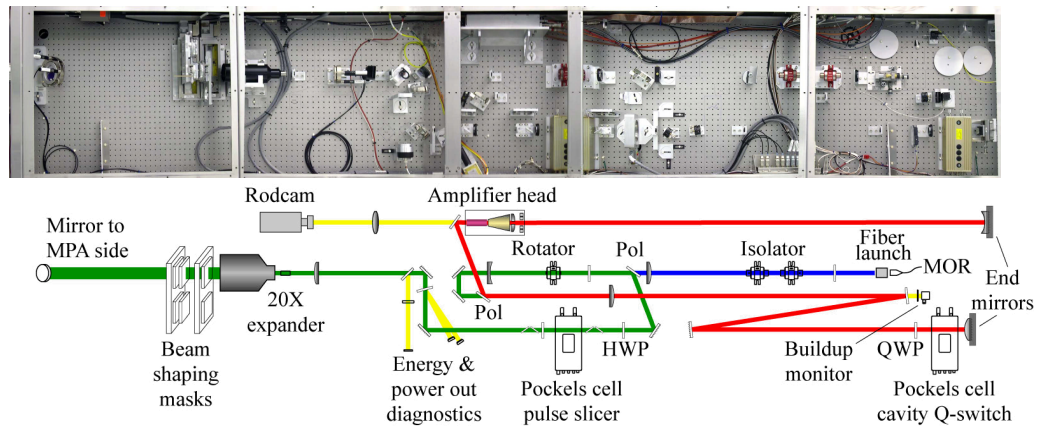 Rodcam
Amplifier head
Mirror to
MPA side
Rotator
Pol
Isolator
Fiber
launch
MOR
20X
expander
Pol
End
mirrors
Beam
shaping
masks
Energy &
power out
diagnostics
HWP
Pockels cell
pulse slicer
Buildup
monitor
QWP
Pockels cell
cavity Q-switch